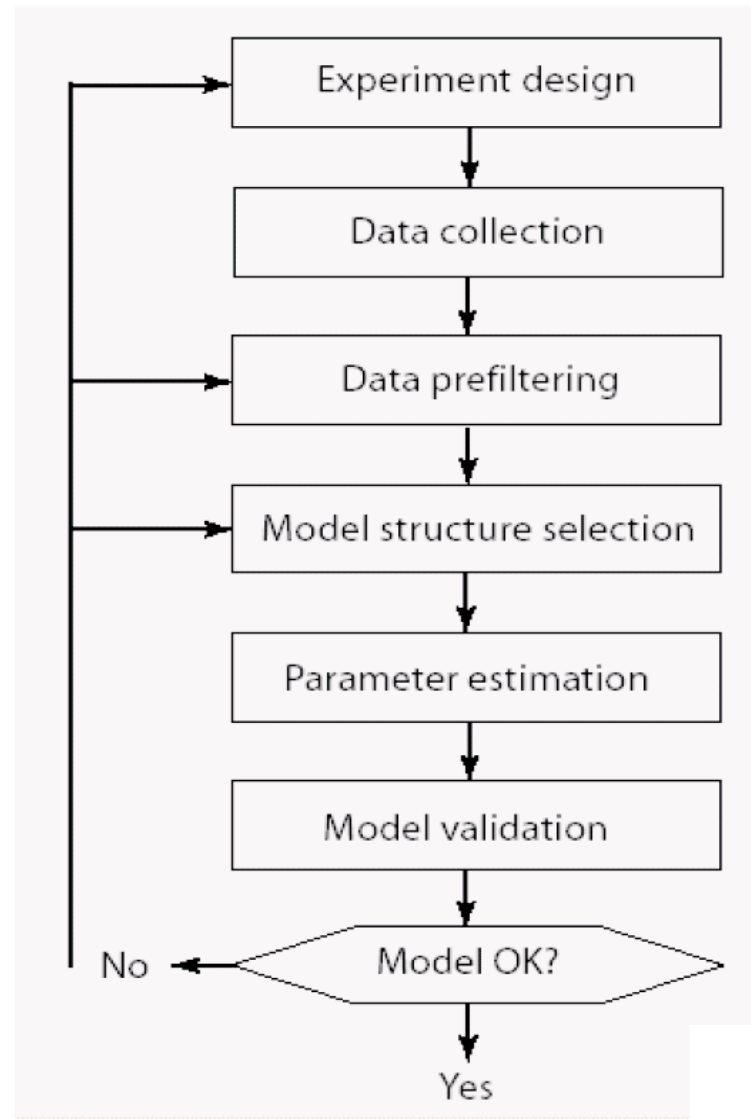 Experiment design
Data collection
Data prefiltering
Model structure selection
Parameter estimation
Model validation
Model OK?
No
Yes